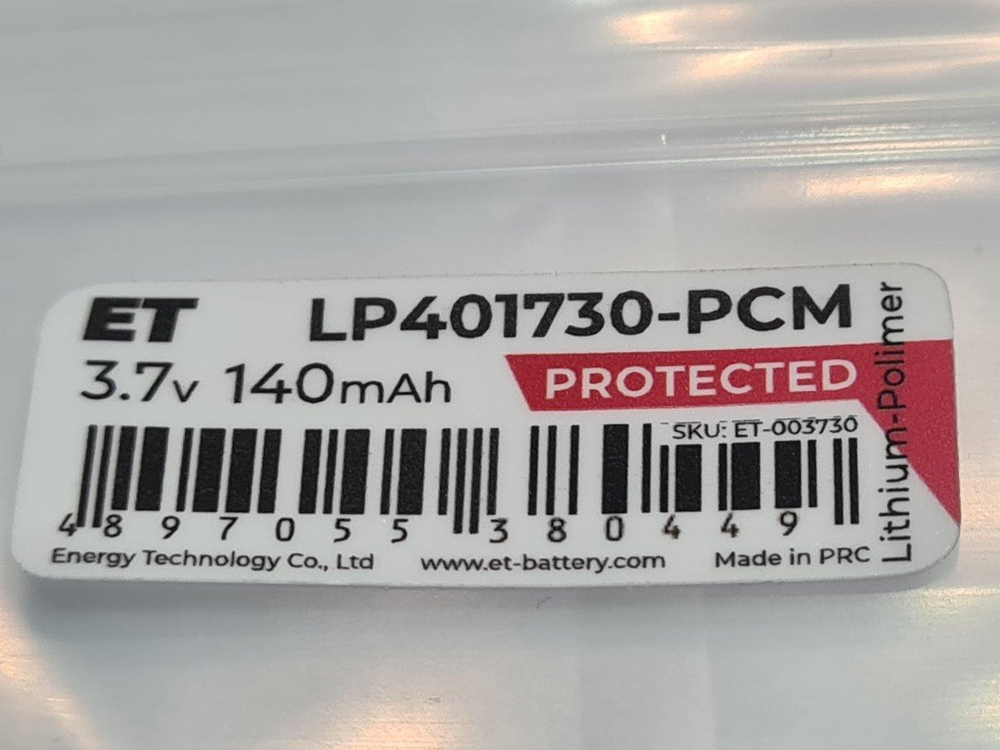 ET LP401730-PCM
3.7v 140mAh PROTECTED
SKU: ET-003730
4 897055 380449
Energy Technology Co., Ltd www.et-battery.com Made in PRC
Lithium-Polimer